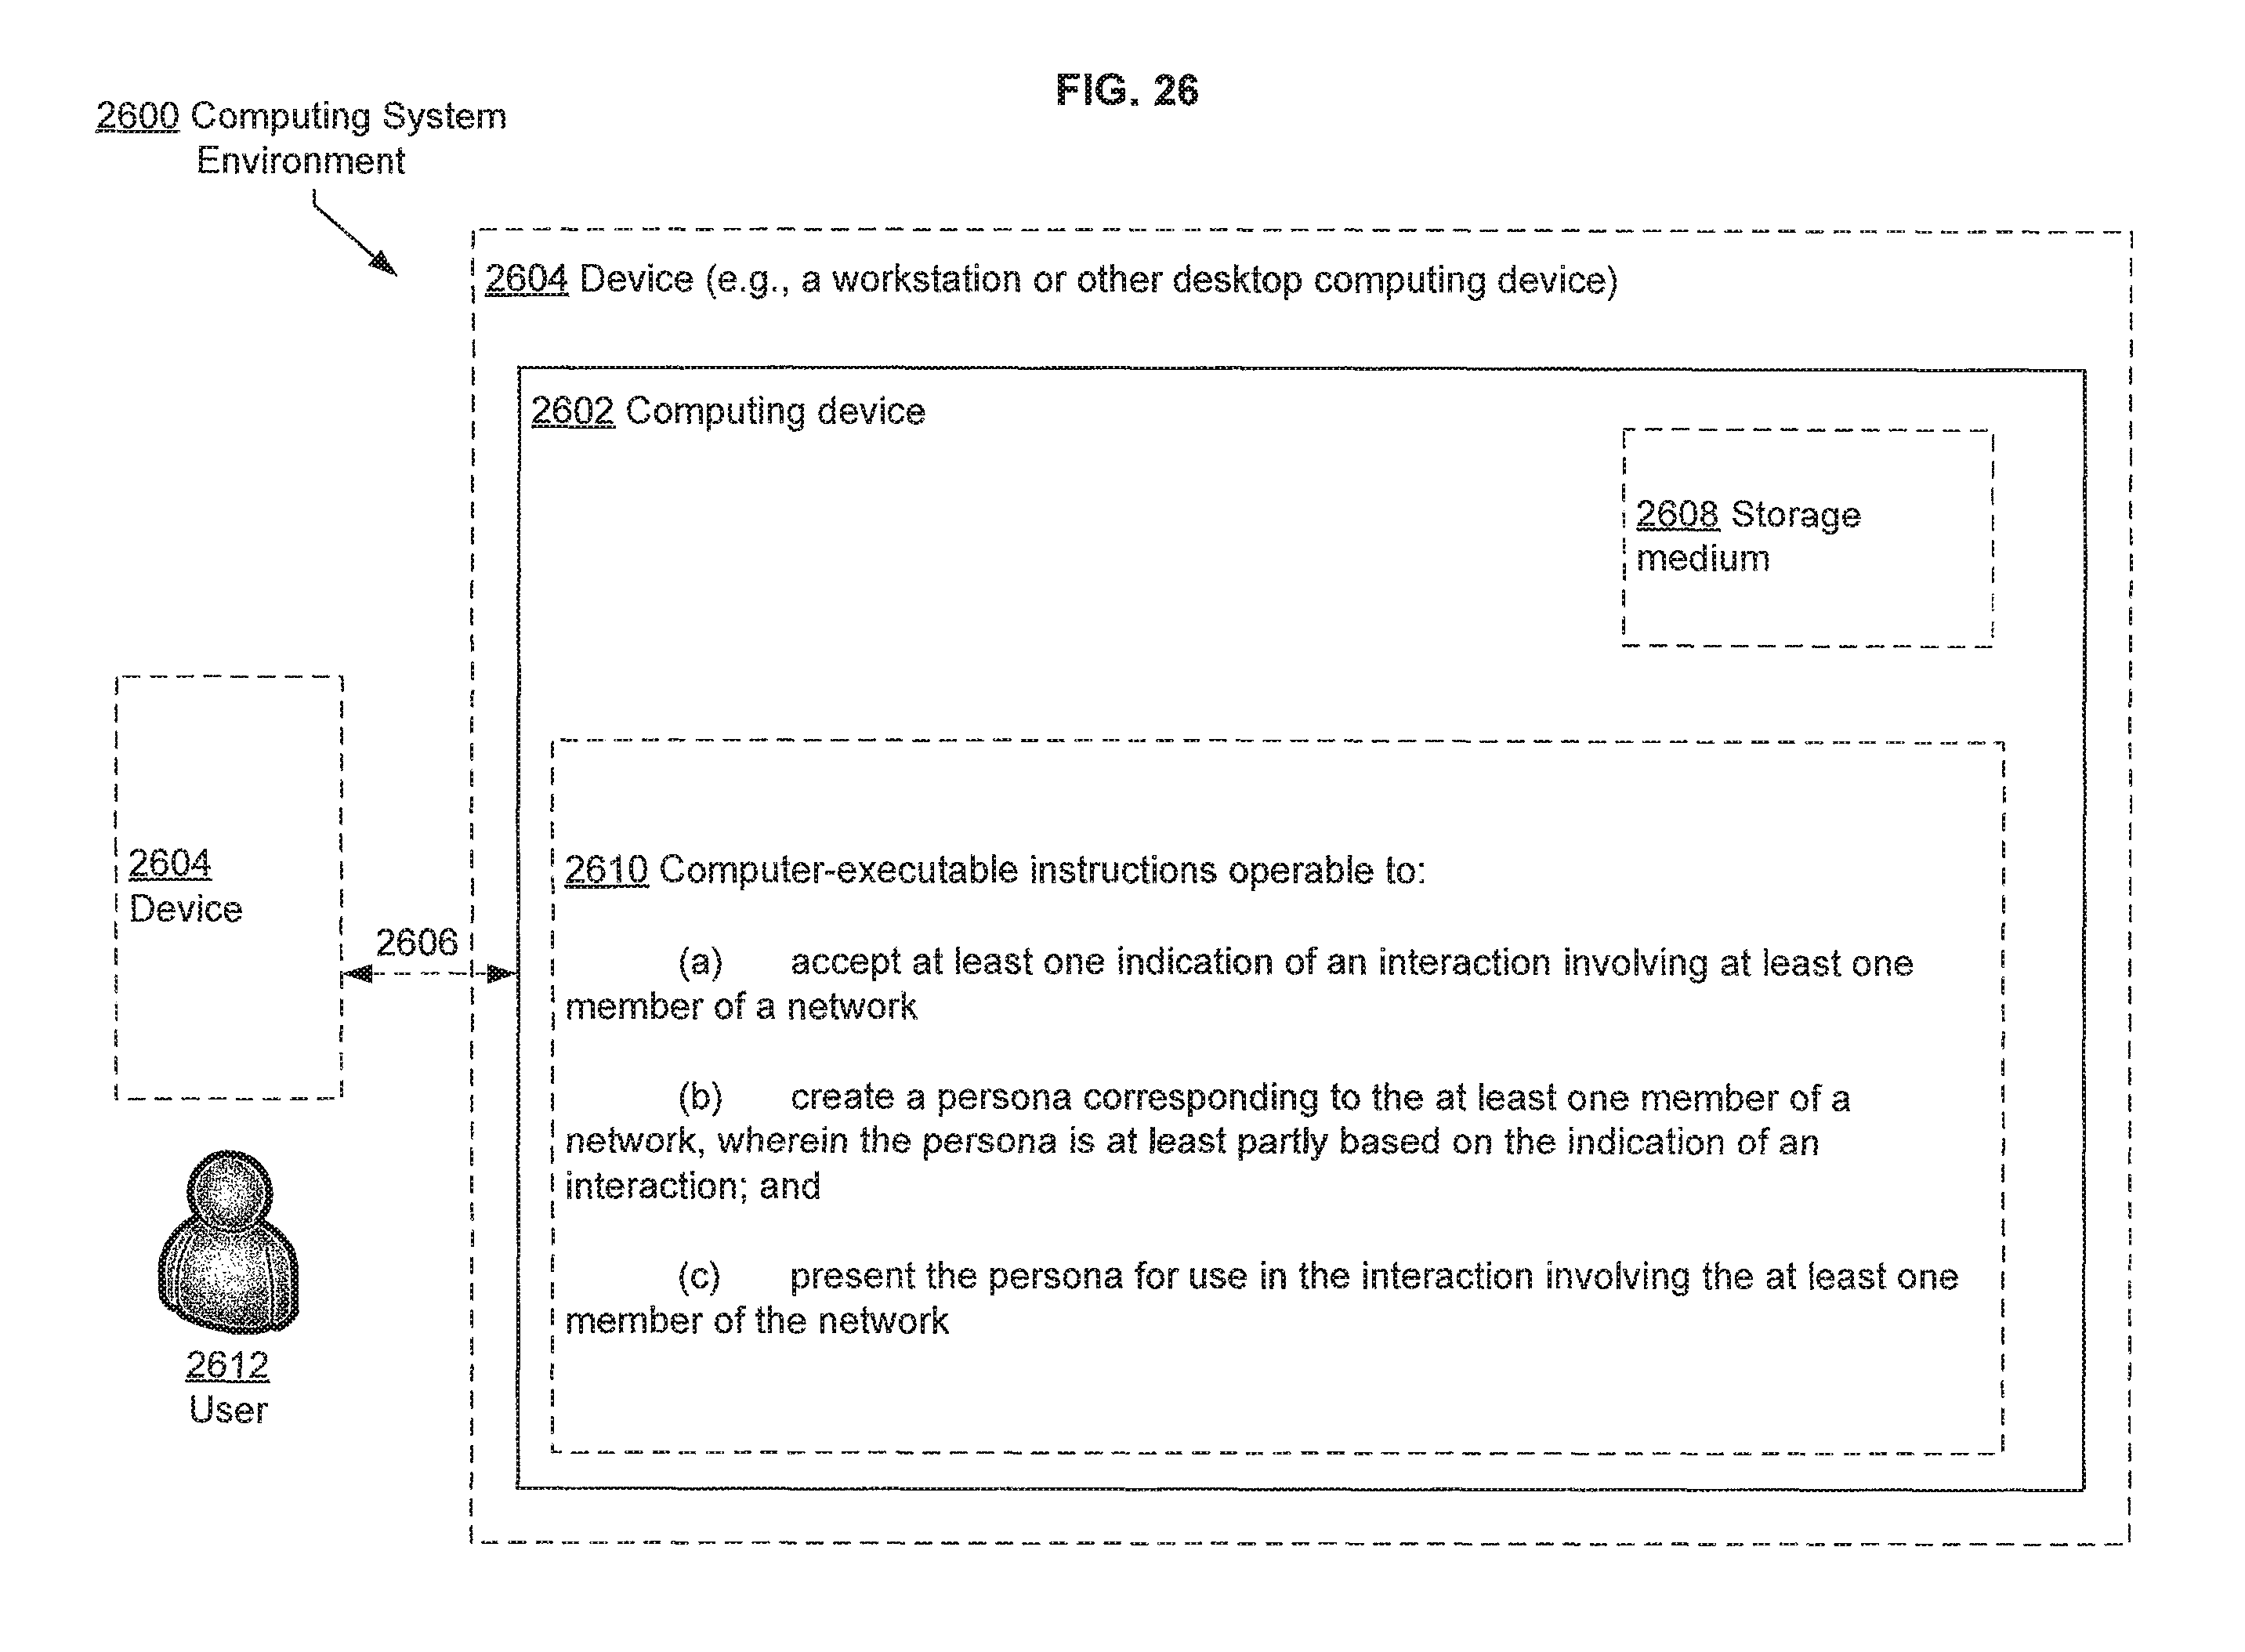 FIG. 26
2600 Computing System
Environment
2604 Device (e.g., a workstation or other desktop computing device)
2602 Computing device
2608 Storage
medium
2604
Device
2606
2610 Computer-executable instructions operable to:
(a) accept at least one indication of an interaction involving at least one
member of a network
(b) create a persona corresponding to the at least one member of a
network, wherein the persona is at least partly based on the indication of an
interaction; and
(c) present the persona for use in the interaction involving the at least one
member of the network
2612
User